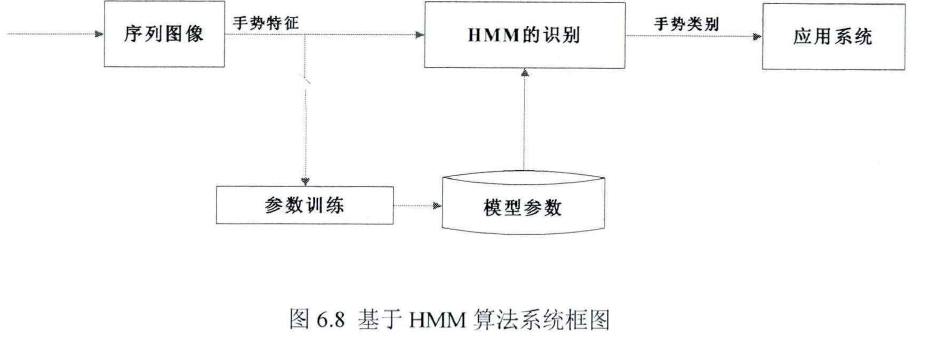 序列图像
手势特征
HMM的识别
手势类别
应用系统
参数训练
模型参数
图 6.8 基于 HMM 算法系统框图